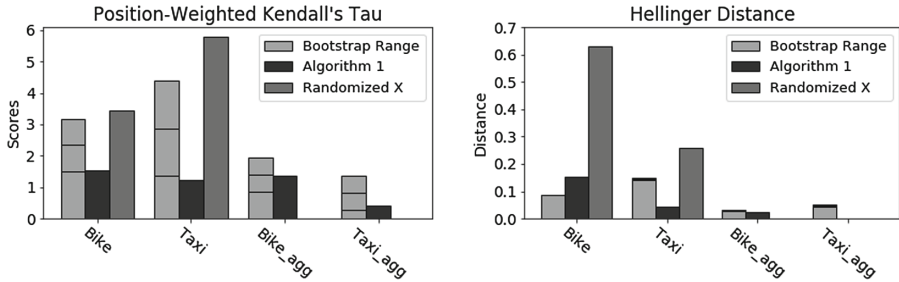 Position-Weighted Kendall's Tau
Scores
6
5
4
3
2
1
0
Bootstrap Range
Algorithm 1
Randomized X
Bike
Taxi
Bike_agg
Taxi_agg
Hellinger Distance
Distance
0.7
0.6
0.5
0.4
0.3
0.2
0.1
0.0
Bootstrap Range
Algorithm 1
Randomized X
Bike
Taxi
Bike_agg
Taxi_agg